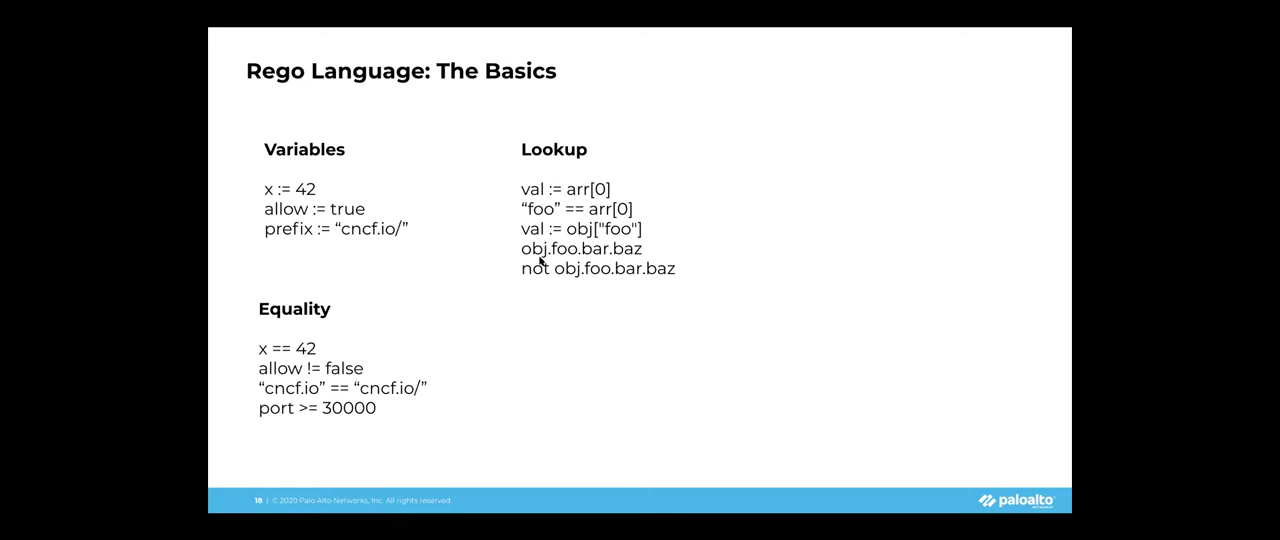 Rego Language: The Basics
Variables
x := 42
allow := true
prefix := “cncf.io/”
Lookup
val := arr[0]
“foo” == arr[0]
val := obj["foo"]
obj.foo.bar.baz
not obj.foo.bar.baz
Equality
x == 42
allow != false
“cncf.io” == “cncf.io/”
port >= 30000
18 | © 2020 Palo Alto Networks, Inc. All rights reserved.
paloalto
NETWORKS